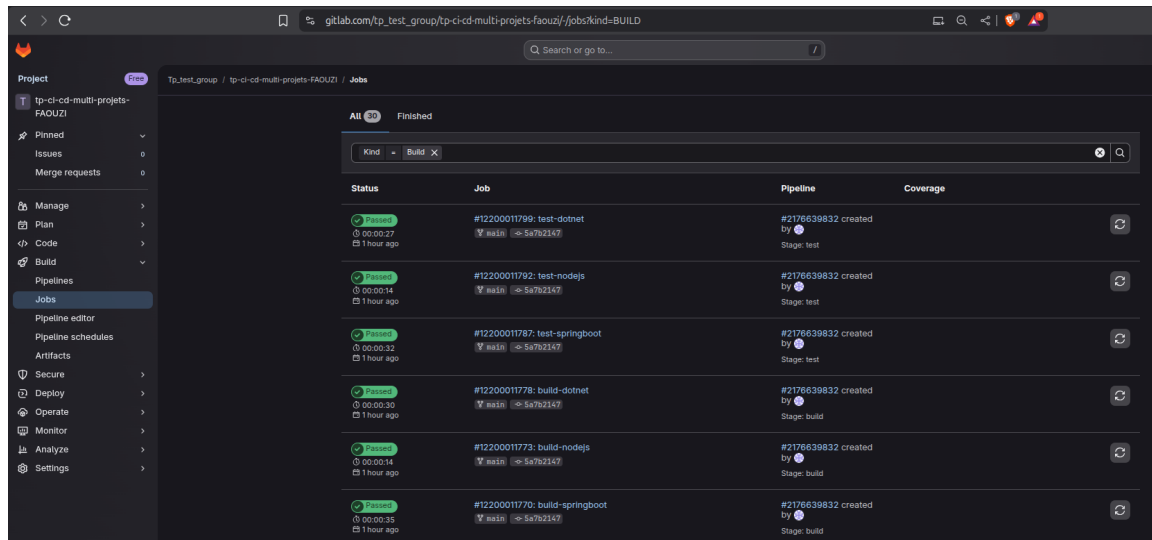 gitlab.com/tp_test_group/tp-ci-cd-multi-projets-faouzi/-/jobs?kind=BUILD
Search or go to... /
Project Free
Tp_test_group / tp-ci-cd-multi-projets-FAOUZI / Jobs
T tp-ci-cd-multi-projets-
FAOUZI
Pinned
Issues 0
Merge requests 0
Manage
Plan
Code
Build
Pipelines
Jobs
Pipeline editor
Pipeline schedules
Artifacts
Secure
Deploy
Operate
Monitor
Analyze
Settings
All 30 Finished
Kind = Build
Status Job Pipeline Coverage
Passed #12200011799: test-dotnet #2176639832 created
00:00:27 main 5a7b2147 by
1 hour ago Stage: test
Passed #12200011792: test-nodejs #2176639832 created
00:00:14 main 5a7b2147 by
1 hour ago Stage: test
Passed #12200011787: test-springboot #2176639832 created
00:00:32 main 5a7b2147 by
1 hour ago Stage: test
Passed #12200011778: build-dotnet #2176639832 created
00:00:30 main 5a7b2147 by
1 hour ago Stage: build
Passed #12200011773: build-nodejs #2176639832 created
00:00:14 main 5a7b2147 by
1 hour ago Stage: build
Passed #12200011770: build-springboot #2176639832 created
00:00:35 main 5a7b2147 by
1 hour ago Stage: build